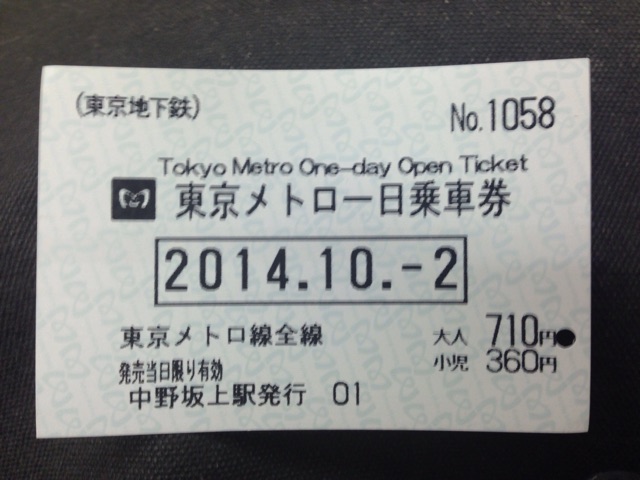 (東京地下鉄)
No.1058
Tokyo Metro One-day Open Ticket
東京メトロ一日乗車券
2014.10.-2
東京メトロ線全線 大人 710円●
発売当日限り有効 小児 360円
中野坂上駅発行 01